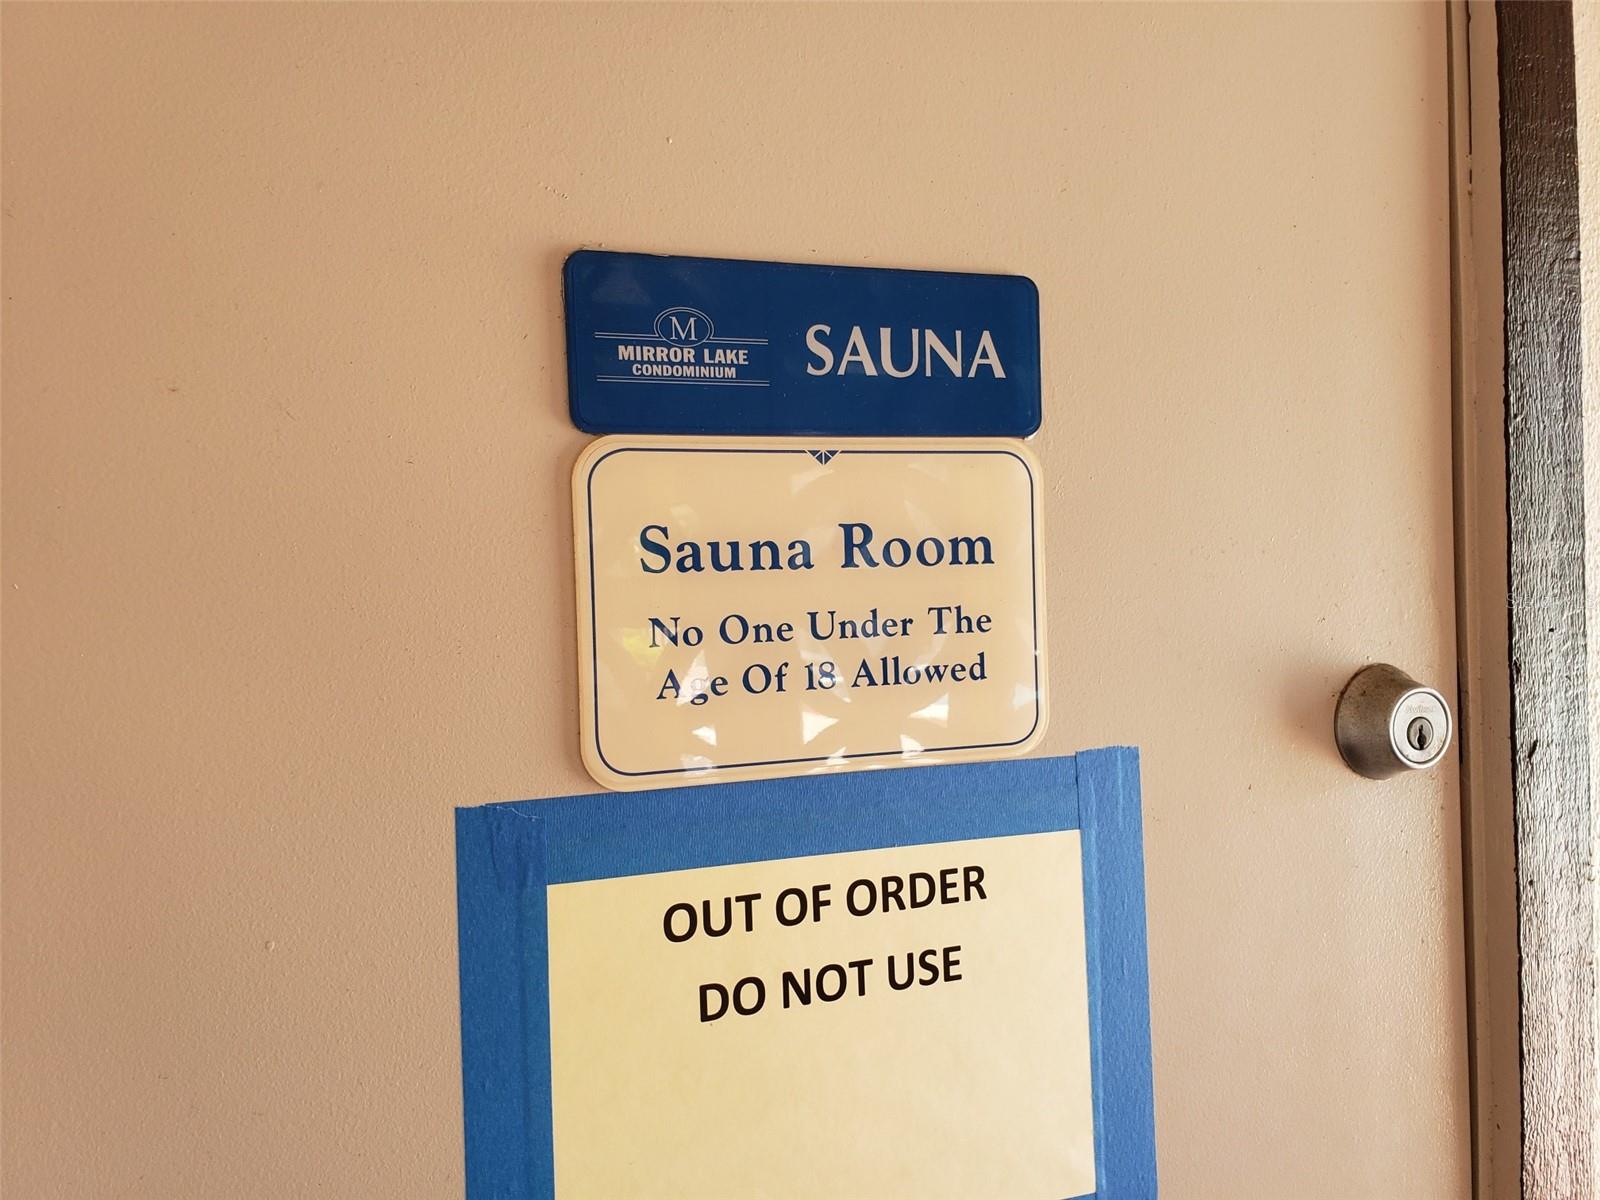 M
MIRROR LAKE
CONDOMINIUM
SAUNA
Sauna Room
No One Under The
Age Of 18 Allowed
OUT OF ORDER
DO NOT USE